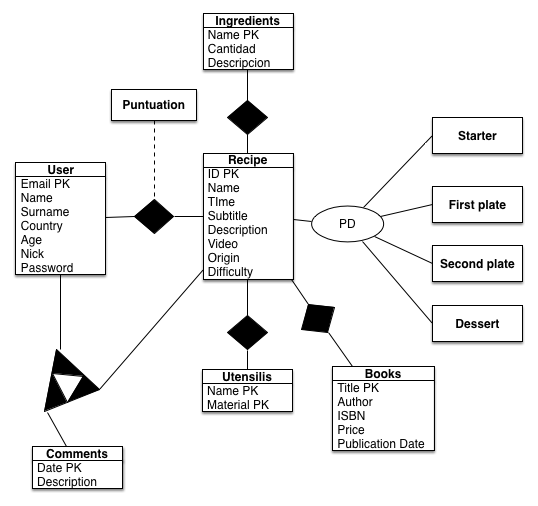 Ingredients
Name PK
Cantidad
Descripcion
Puntuation
User
Email PK
Name
Surname
Country
Age
Nick
Password
Recipe
ID PK
Name
TIme
Subtitle
Description
Video
Origin
Difficulty
PD
Starter
First plate
Second plate
Dessert
Utensilis
Name PK
Material PK
Books
Title PK
Author
ISBN
Price
Publication Date
Comments
Date PK
Description